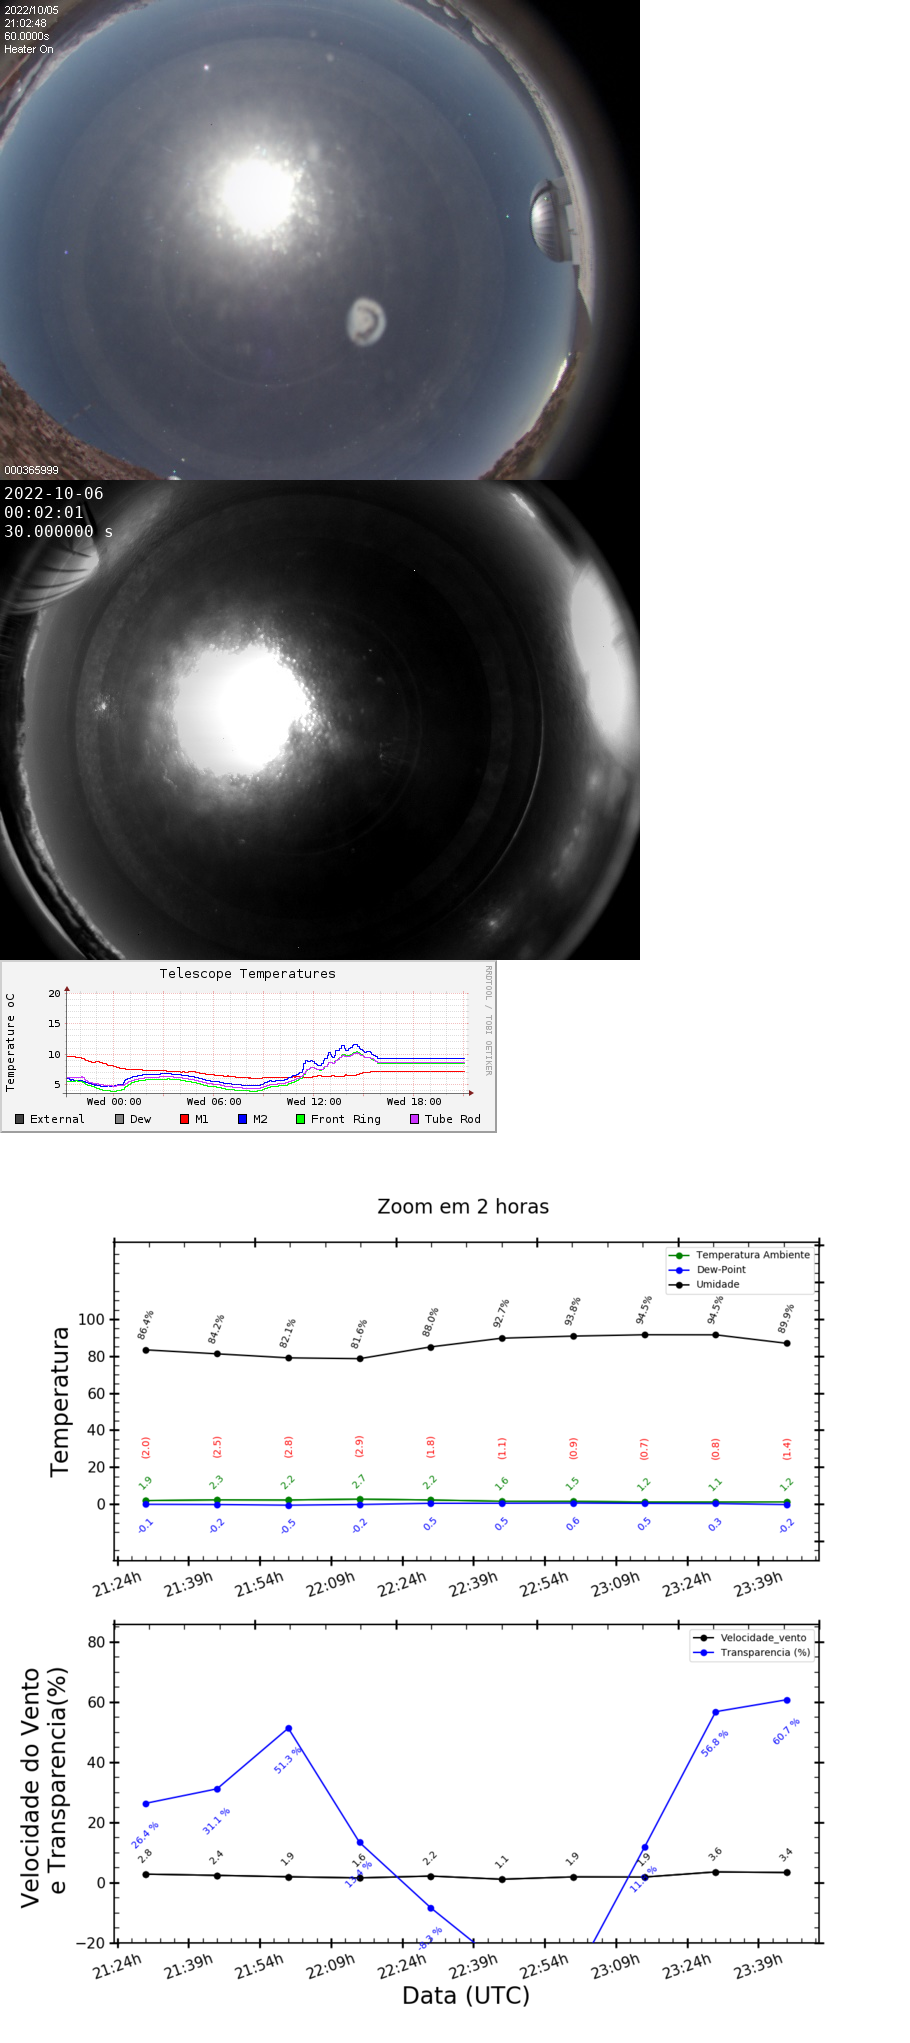 2022/10/05
21:02:48
60.0000s
Heater On
000365999
2022-10-06
00:02:01
30.000000 s
Telescope Temperatures
RRDTOOL / TOBI OETIKER
Temperature oC
20
15
10
5
Wed 00:00 Wed 06:00 Wed 12:00 Wed 18:00
External Dew M1 M2 Front Ring Tube Rod
Zoom em 2 horas
Temperatura
Temperatura Ambiente
Dew-Point
Umidade
100
80
60
40
20
0
86.4% 84.2% 82.1% 81.6% 88.0% 92.7% 93.8% 94.5% 94.5% 89.9%
(2.0) (2.5) (2.8) (2.9) (1.8) (1.1) (0.9) (0.7) (0.8) (1.4)
1.9 2.3 2.2 2.7 2.2 1.6 1.5 1.2 1.1 1.2
-0.1 -0.2 -0.5 -0.2 0.5 0.5 0.6 0.5 0.3 -0.2
21:24h 21:39h 21:54h 22:09h 22:24h 22:39h 22:54h 23:09h 23:24h 23:39h
Velocidade do Vento
e Transparencia(%)
Velocidade_vento
Transparencia (%)
80
60
40
20
0
−20
26.4 % 31.1 % 51.3 % -8.3 % 56.8 % 60.7 %
2.8 2.4 1.9 1.6 2.2 1.1 1.9 1.9 3.6 3.4
21:24h 21:39h 21:54h 22:09h 22:24h 22:39h 22:54h 23:09h 23:24h 23:39h
Data (UTC)